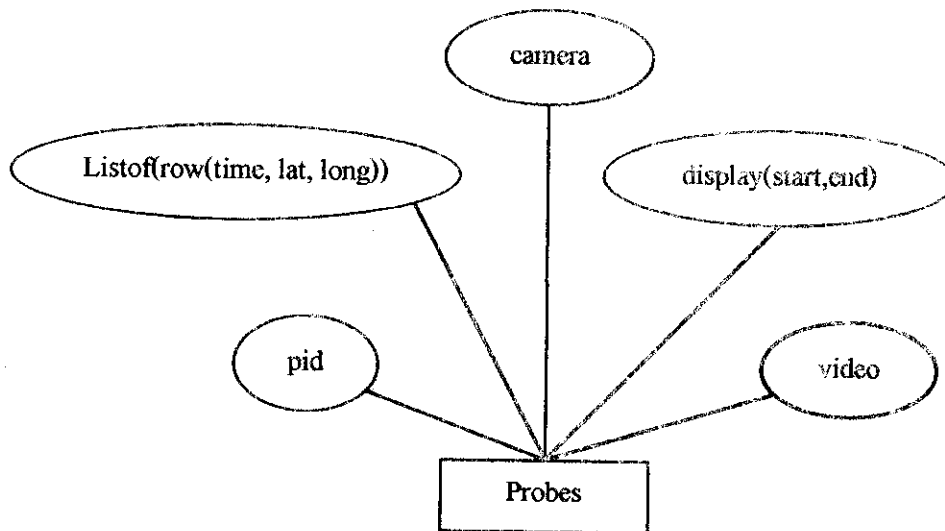 camera
Listof(row(time, lat, long))
display(start,end)
pid
video
Probes